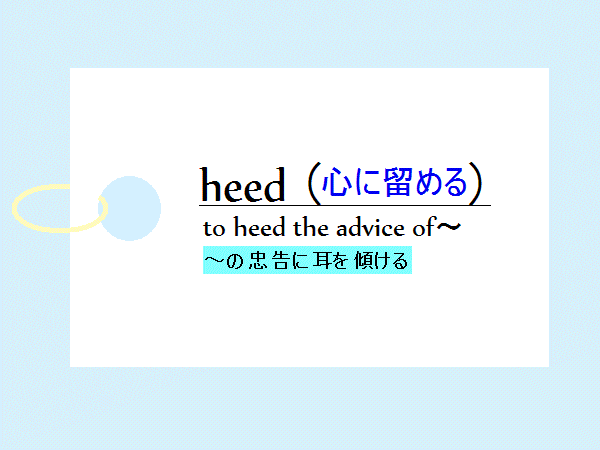 heed (心に留める)
to heed the advice of～
～の忠告に耳を傾ける